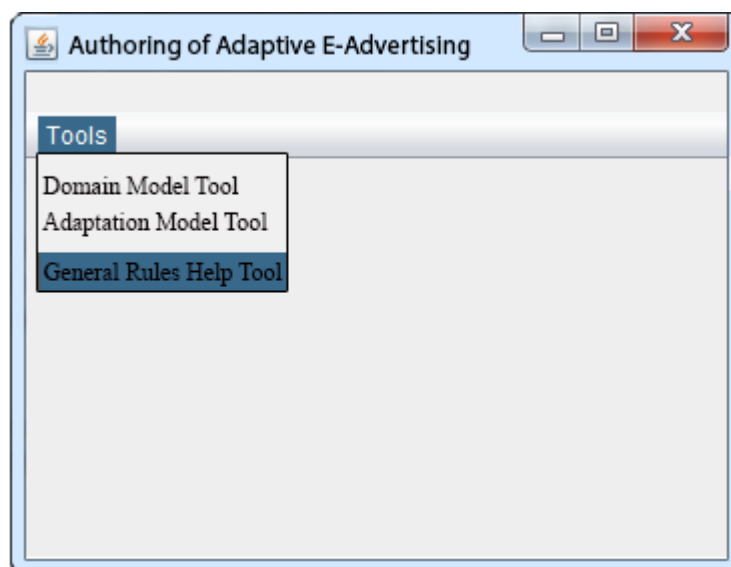 Authoring of Adaptive E-Advertising
Tools
Domain Model Tool
Adaptation Model Tool
General Rules Help Tool